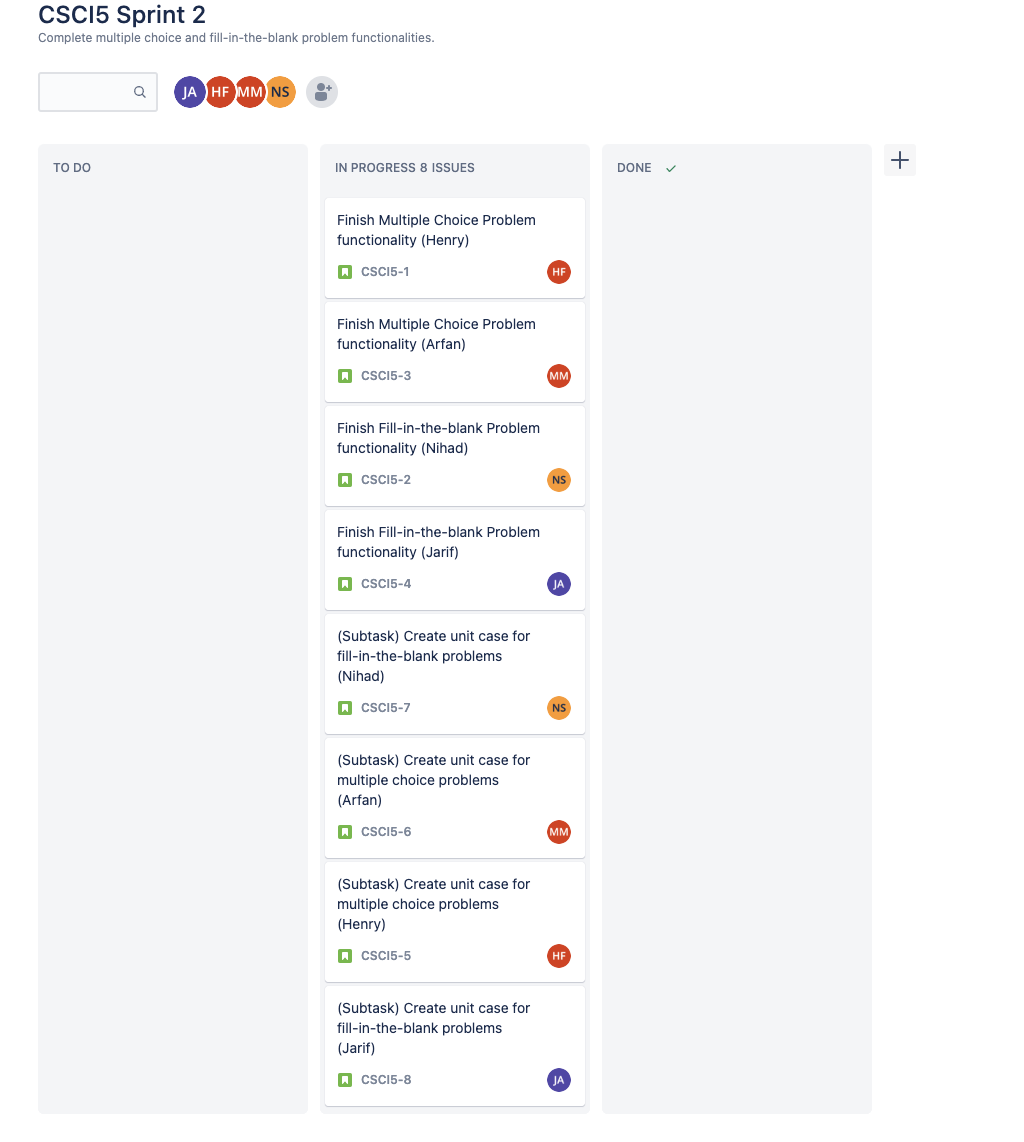 CSCI5 Sprint 2
Complete multiple choice and fill-in-the-blank problem functionalities.
JA HF MM NS
TO DO
IN PROGRESS 8 ISSUES
DONE
Finish Multiple Choice Problem
functionality (Henry)
CSCI5-1
HF
Finish Multiple Choice Problem
functionality (Arfan)
CSCI5-3
MM
Finish Fill-in-the-blank Problem
functionality (Nihad)
CSCI5-2
NS
Finish Fill-in-the-blank Problem
functionality (Jarif)
CSCI5-4
JA
(Subtask) Create unit case for
fill-in-the-blank problems
(Nihad)
CSCI5-7
NS
(Subtask) Create unit case for
multiple choice problems
(Arfan)
CSCI5-6
MM
(Subtask) Create unit case for
multiple choice problems
(Henry)
CSCI5-5
HF
(Subtask) Create unit case for
fill-in-the-blank problems
(Jarif)
CSCI5-8
JA